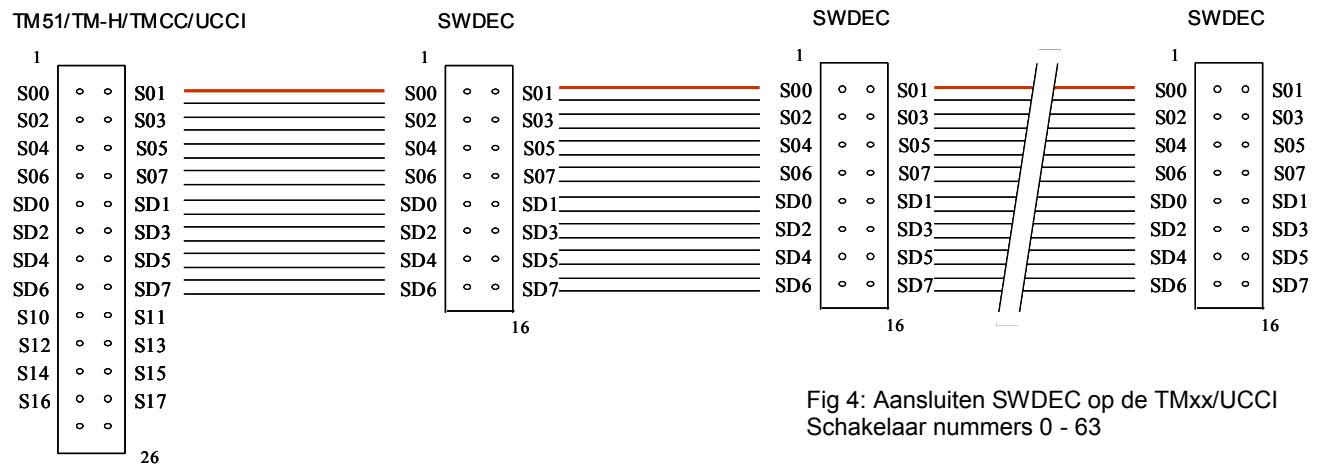 TM51/TM-H/TMCC/UCCI SWDEC SWDEC SWDEC
1 1 1 1
S00 S01 S00 S01 S00 S01 S00 S01
S02 S03 S02 S03 S02 S03 S02 S03
S04 S05 S04 S05 S04 S05 S04 S05
S06 S07 S06 S07 S06 S07 S06 S07
SD0 SD1 SD0 SD1 SD0 SD1 SD0 SD1
SD2 SD3 SD2 SD3 SD2 SD3 SD2 SD3
SD4 SD5 SD4 SD5 SD4 SD5 SD4 SD5
SD6 SD7 SD6 SD7 SD6 SD7 SD6 SD7
S10 S11 16 16 16
S12 S13
S14 S15
S16 S17
26
Fig 4: Aansluiten SWDEC op de TMxx/UCCI
Schakelaar nummers 0 - 63